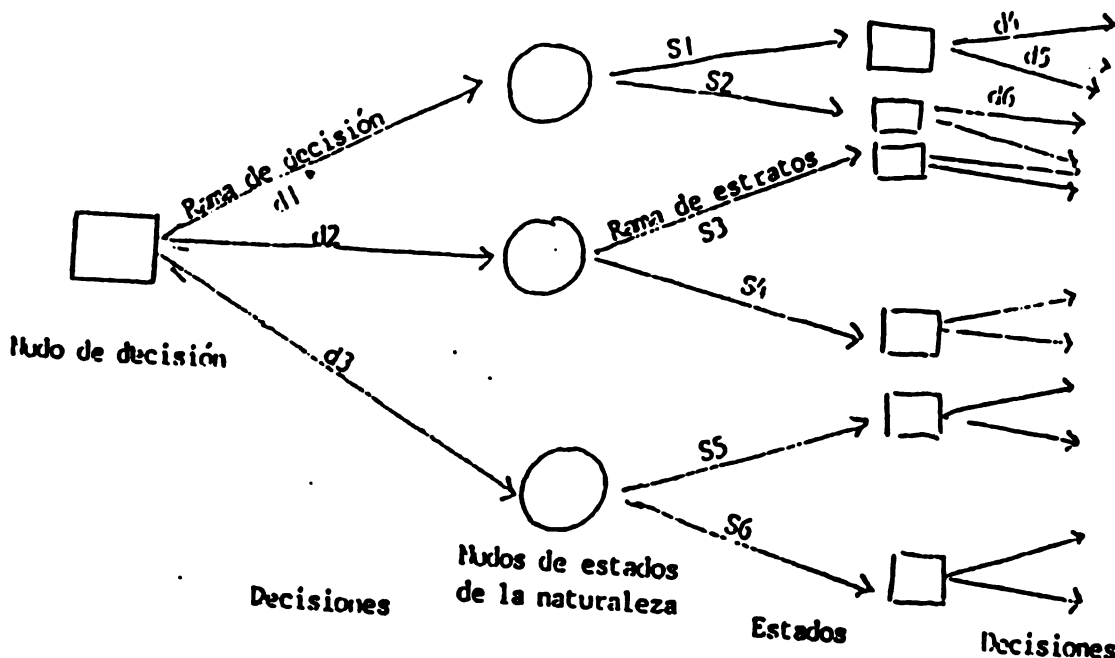 Rama de decisión
d1
d2
d3
Nudo de decisión
S1
S2
Rama de estratos
S3
S4
S5
S6
d4
d5
d6
Nudos de estados
de la naturaleza
Decisiones
Estados
Decisiones